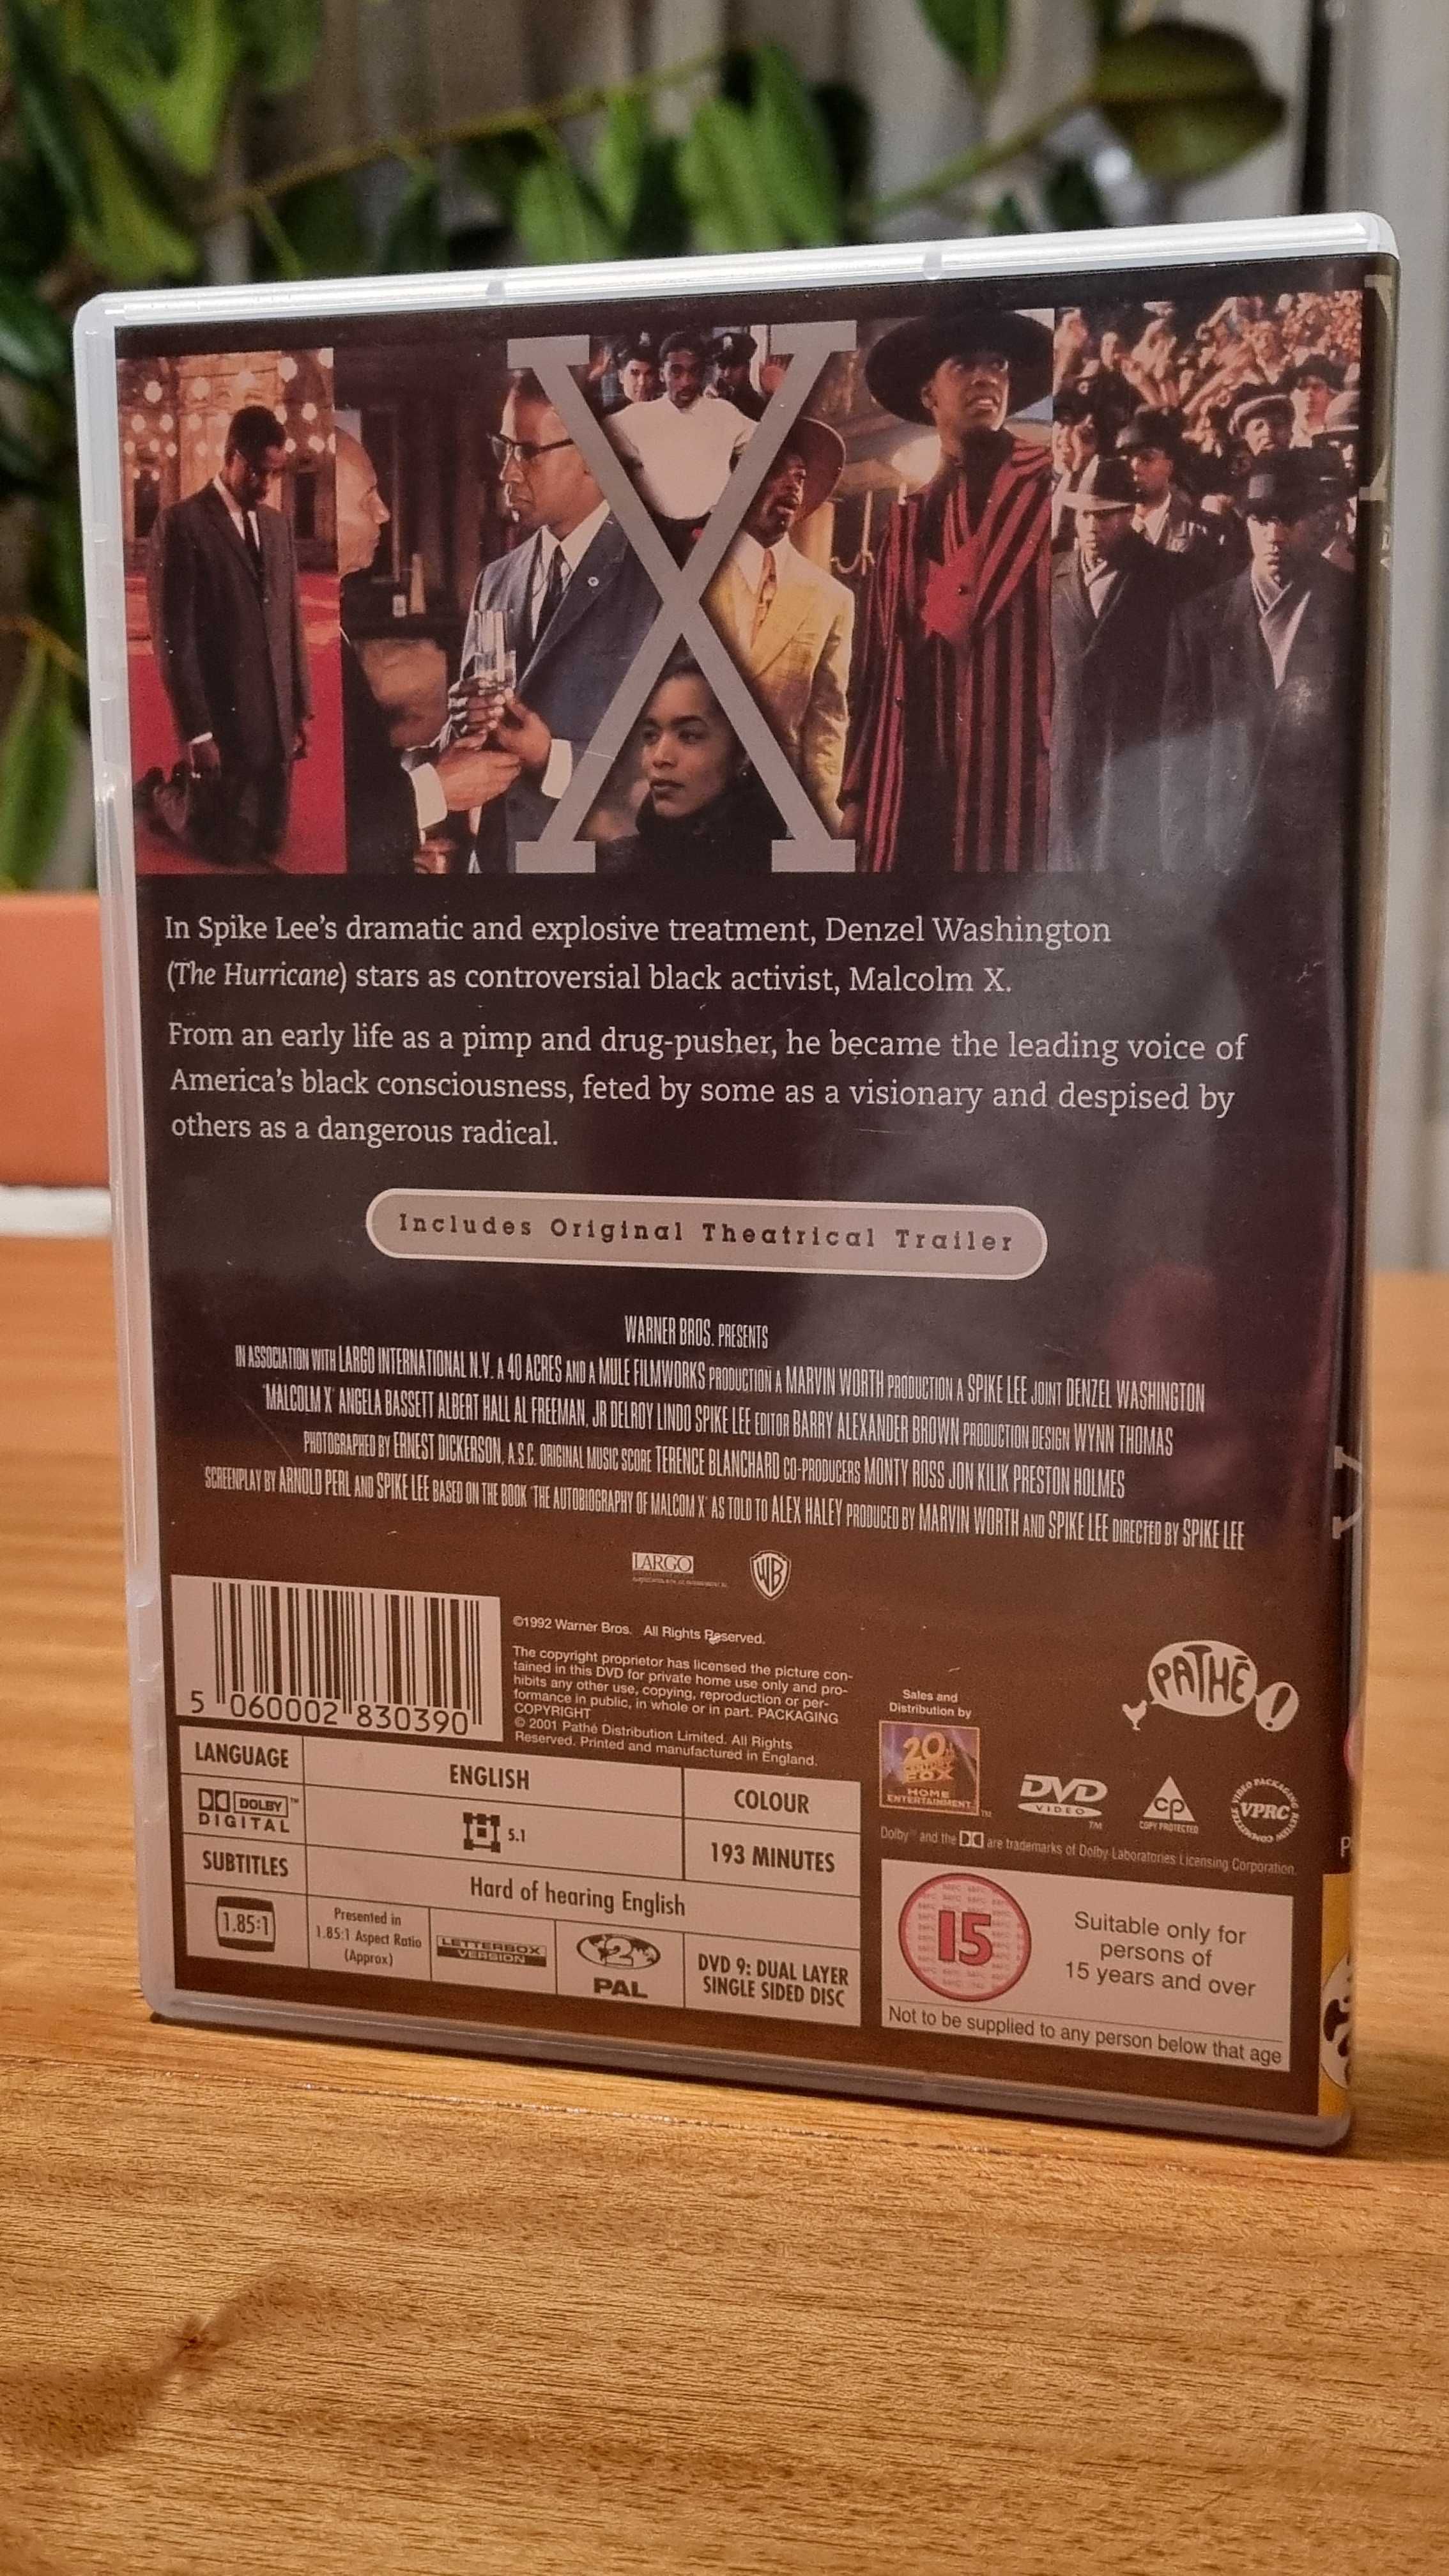 X
In Spike Lee's dramatic and explosive treatment, Denzel Washington
(The Hurricane) stars as controversial black activist, Malcolm X.
From an early life as a pimp and drug-pusher, he became the leading voice of
America's black consciousness, feted by some as a visionary and despised by
others as a dangerous radical.
Includes Original Theatrical Trailer
WARNER BROS. PRESENTS
IN ASSOCIATION WITH LARGO INTERNATIONAL N.V. A 40 ACRES AND A MULE FILMWORKS PRODUCTION A MARVIN WORTH PRODUCTION A SPIKE LEE JOINT DENZEL WASHINGTON
'MALCOLM X' ANGELA BASSETT ALBERT HALL AL FREEMAN, JR DELROY LINDO SPIKE LEE EDITOR BARRY ALEXANDER BROWN PRODUCTION DESIGN WYNN THOMAS
PHOTOGRAPHED BY ERNEST DICKERSON, A.S.C. ORIGINAL MUSIC SCORE TERENCE BLANCHARD CO-PRODUCERS MONTY ROSS JON KILIK PRESTON HOLMES
SCREENPLAY BY ARNOLD PERL AND SPIKE LEE BASED ON THE BOOK 'THE AUTOBIOGRAPHY OF MALCOM X' AS TOLD TO ALEX HALEY PRODUCED BY MARVIN WORTH AND SPIKE LEE DIRECTED BY SPIKE LEE
LARGO
WB
5 060002 830390
©1992 Warner Bros. All Rights Reserved.
The copyright proprietor has licensed the picture con-
tained in this DVD for private home use only and pro-
hibits any other use, copying, reproduction or per-
formance in public, in whole or in part. PACKAGING
COPYRIGHT
© 2001 Pathé Distribution Limited. All Rights
Reserved. Printed and manufactured in England.
Sales and
Distribution by
20
FOX
HOME
ENTERTAINMENT
TM
PATHÉ!
DVD
VIDEO
TM
CP
COPY PROTECTED
VIDEO PACKAGING REVIEW COMMITTEE
VPRC
Dolby and the DD are trademarks of Dolby Laboratories Licensing Corporation.
LANGUAGE
ENGLISH
COLOUR
DOLBY™
DIGITAL
5.1
193 MINUTES
SUBTITLES
Hard of hearing English
1.85:1
Presented in
1.85:1 Aspect Ratio
(Approx)
LETTERBOX
VERSION
2
PAL
DVD 9: DUAL LAYER
SINGLE SIDED DISC
15
Suitable only for
persons of
15 years and over
Not to be supplied to any person below that age